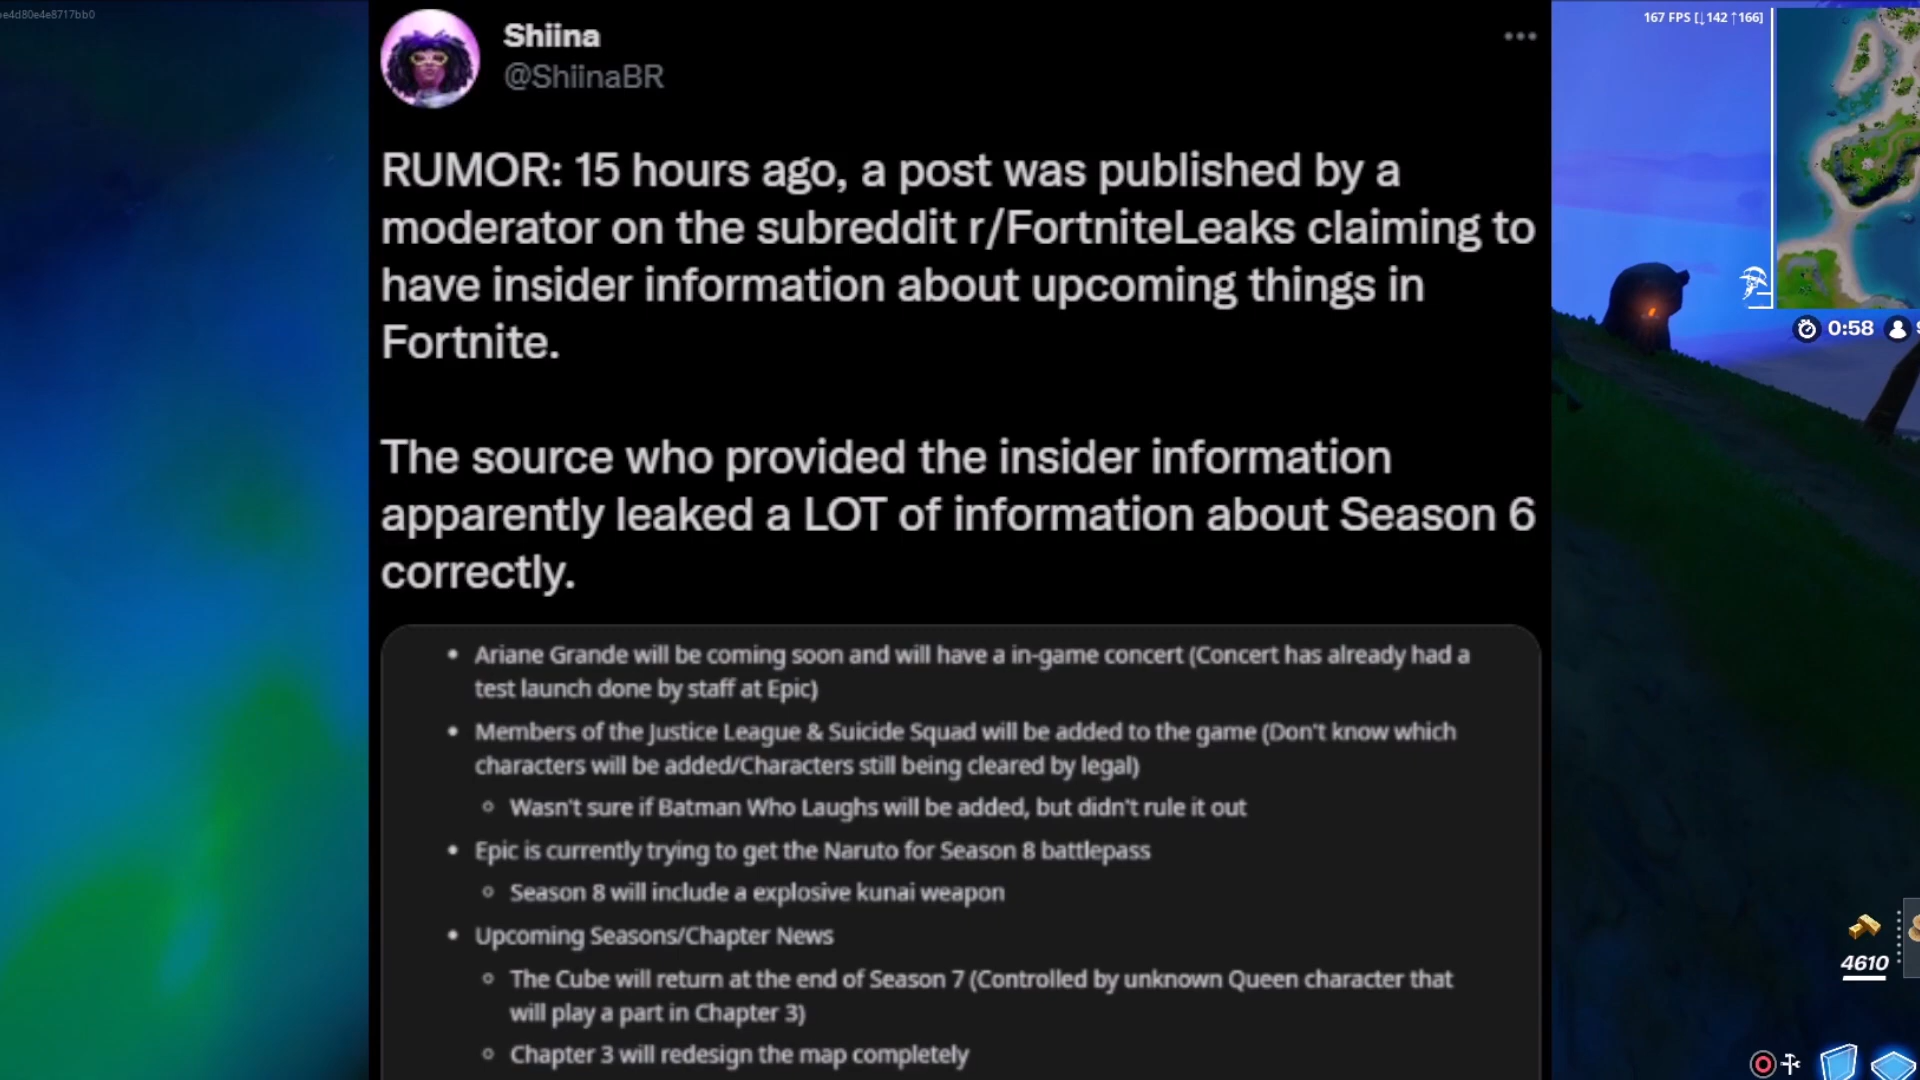 e4d80e4e8717bb0
Shiina
@ShiinaBR
167 FPS [↓142 ↑166]
RUMOR: 15 hours ago, a post was published by a
moderator on the subreddit r/FortniteLeaks claiming to
have insider information about upcoming things in
Fortnite.
0:58
The source who provided the insider information
apparently leaked a LOT of information about Season 6
correctly.
• Ariane Grande will be coming soon and will have a in-game concert (Concert has already had a
test launch done by staff at Epic)
• Members of the Justice League & Suicide Squad will be added to the game (Don't know which
characters will be added/Characters still being cleared by legal)
◦ Wasn't sure if Batman Who Laughs will be added, but didn't rule it out
• Epic is currently trying to get the Naruto for Season 8 battlepass
◦ Season 8 will include a explosive kunai weapon
• Upcoming Seasons/Chapter News
◦ The Cube will return at the end of Season 7 (Controlled by unknown Queen character that
will play a part in Chapter 3)
◦ Chapter 3 will redesign the map completely
4610